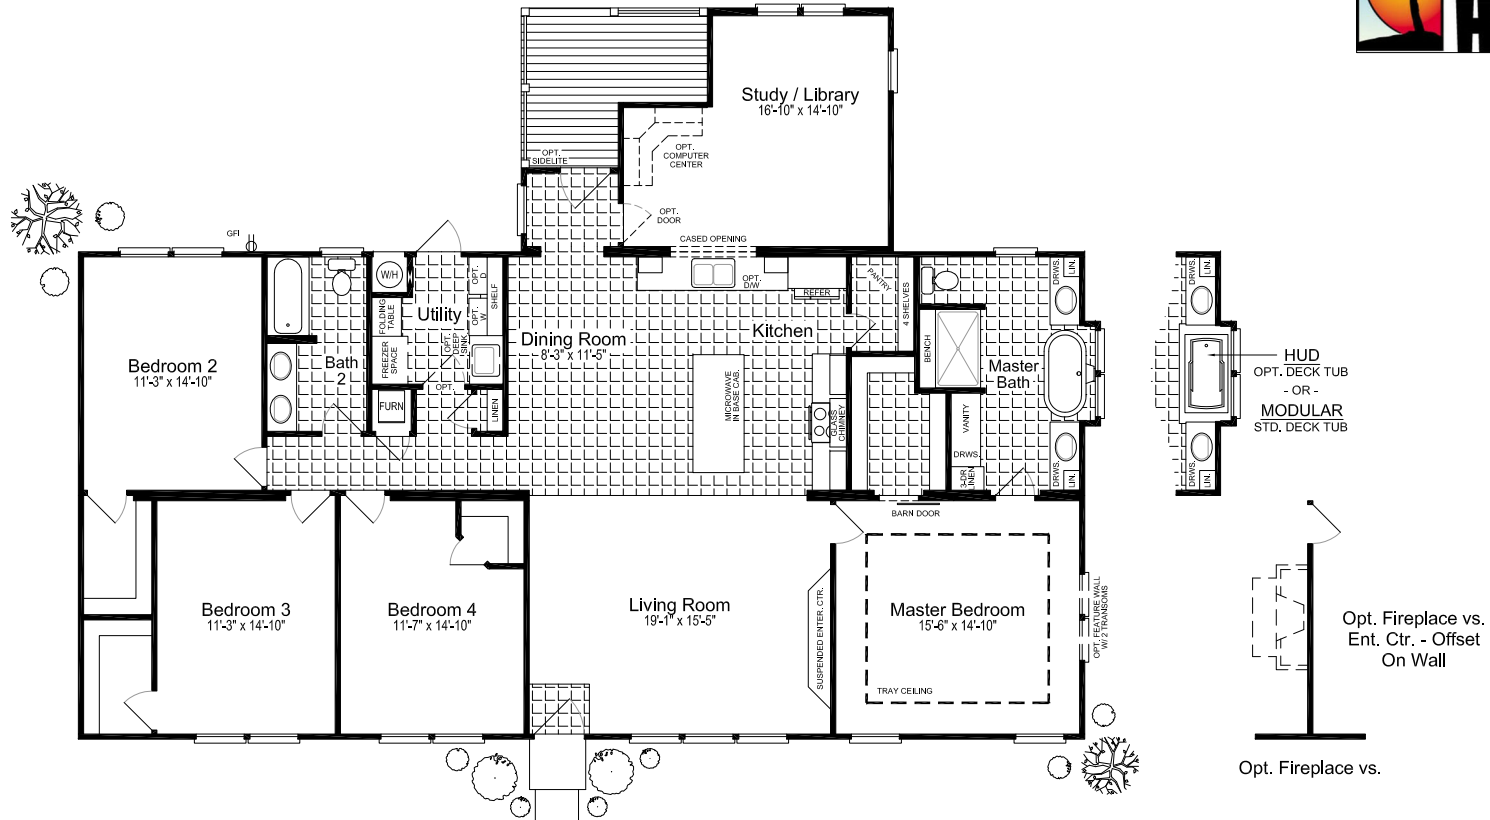 H
Study / Library
16'-10" x 14'-10"
OPT.
SIDELITE
OPT.
COMPUTER
CENTER
OPT.
DOOR
GFI
CASED OPENING
W/H
OPT. D
SHELF
OPT. W
OPT.
D/W
REFER
PANTRY
4 SHELVES
DRWS.
LIN.
DRWS.
LIN.
FOLDING
TABLE
Utility
Dining Room
8'-3" x 11'-5"
Kitchen
FREEZER
SPACE
OPT.
DEEP
SINK
BENCH
Bedroom 2
11'-3" x 14'-10"
Bath
2
Master
Bath
HUD
OPT. DECK TUB
- OR -
MODULAR
STD. DECK TUB
FURN
OPT.
LINEN
MICROWAVE
IN BASE CAB.
GLASS
CHIMNEY
VANITY
DRWS.
3-DR
LINEN
DRWS.
LIN.
DRWS.
LIN.
BARN DOOR
Bedroom 3
11'-3" x 14'-10"
Bedroom 4
11'-7" x 14'-10"
Living Room
19'-1" x 15'-5"
SUSPENDED ENTER. CTR.
Master Bedroom
15'-6" x 14'-10"
TRAY CEILING
OPT. FEATURE WALL
W/ 2 TRANSOMS
Opt. Fireplace vs.
Ent. Ctr. - Offset
On Wall
Opt. Fireplace vs.